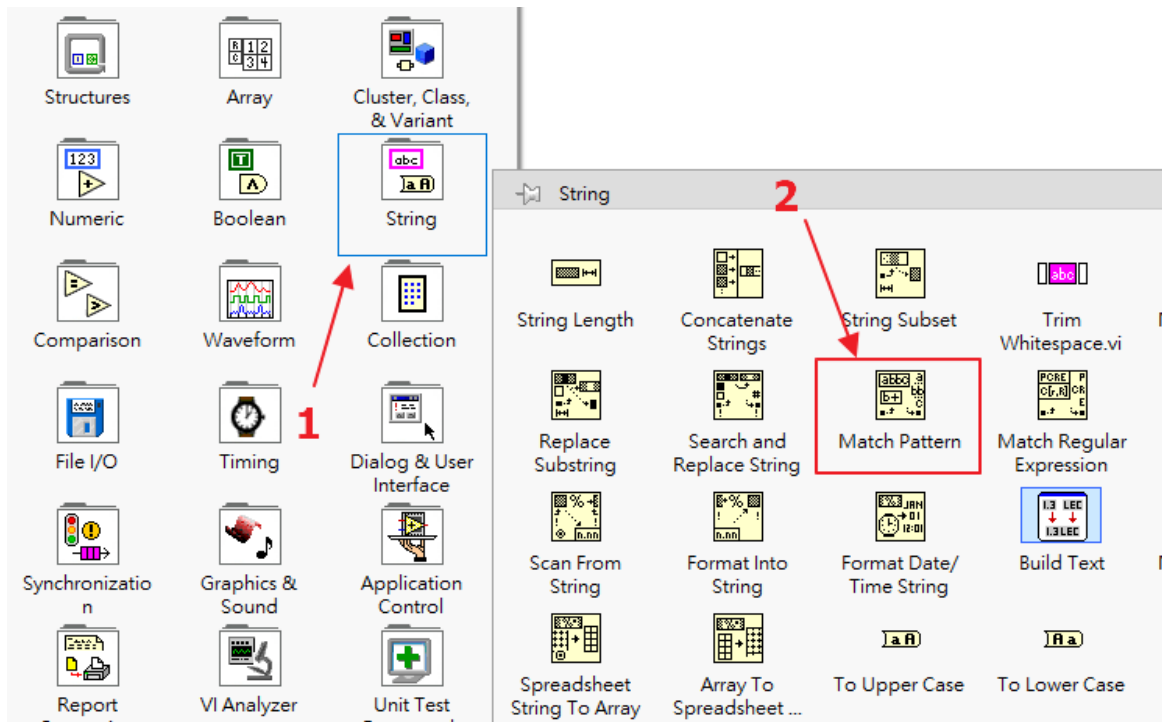 Structures
Array
Cluster, Class,
& Variant
Numeric
Boolean
String
String
2
String Length
Concatenate
Strings
String Subset
Trim
Whitespace.vi
Comparison
Waveform
Collection
1
Replace
Substring
Search and
Replace String
Match Pattern
Match Regular
Expression
File I/O
Timing
Dialog & User
Interface
Scan From
String
Format Into
String
Format Date/
Time String
Build Text
Synchronizatio
n
Graphics &
Sound
Application
Control
Spreadsheet
String To Array
Array To
Spreadsheet ...
To Upper Case
To Lower Case
Report
VI Analyzer
Unit Test